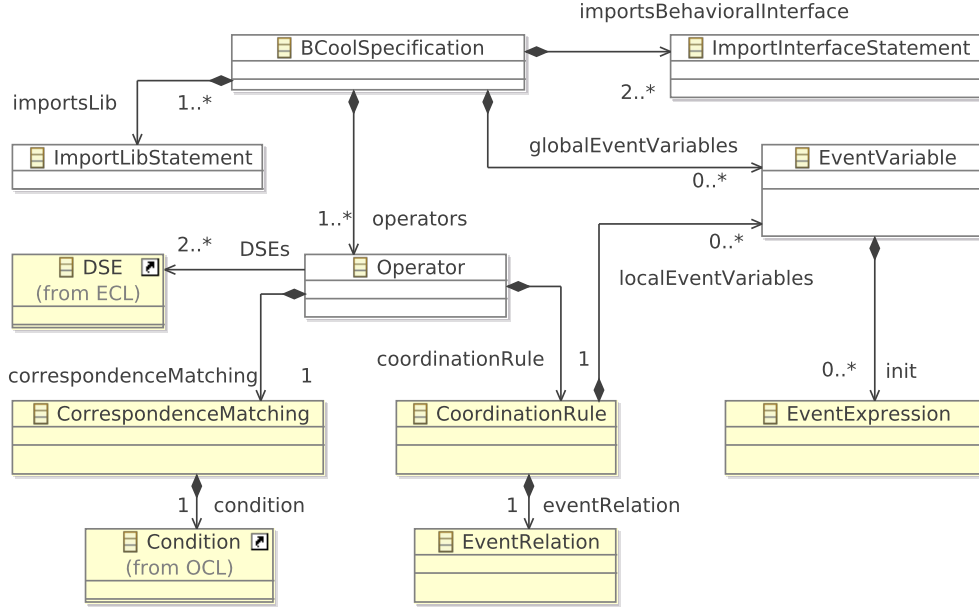 importsBehavioralInterface
BCoolSpecification
ImportInterfaceStatement
importsLib
1..*
2..*
ImportLibStatement
globalEventVariables
EventVariable
0..*
1..*
operators
2..*
DSEs
0..*
DSE
(from ECL)
Operator
localEventVariables
correspondenceMatching
1
coordinationRule
1
0..*
init
CorrespondenceMatching
CoordinationRule
EventExpression
1
condition
1
eventRelation
Condition
(from OCL)
EventRelation